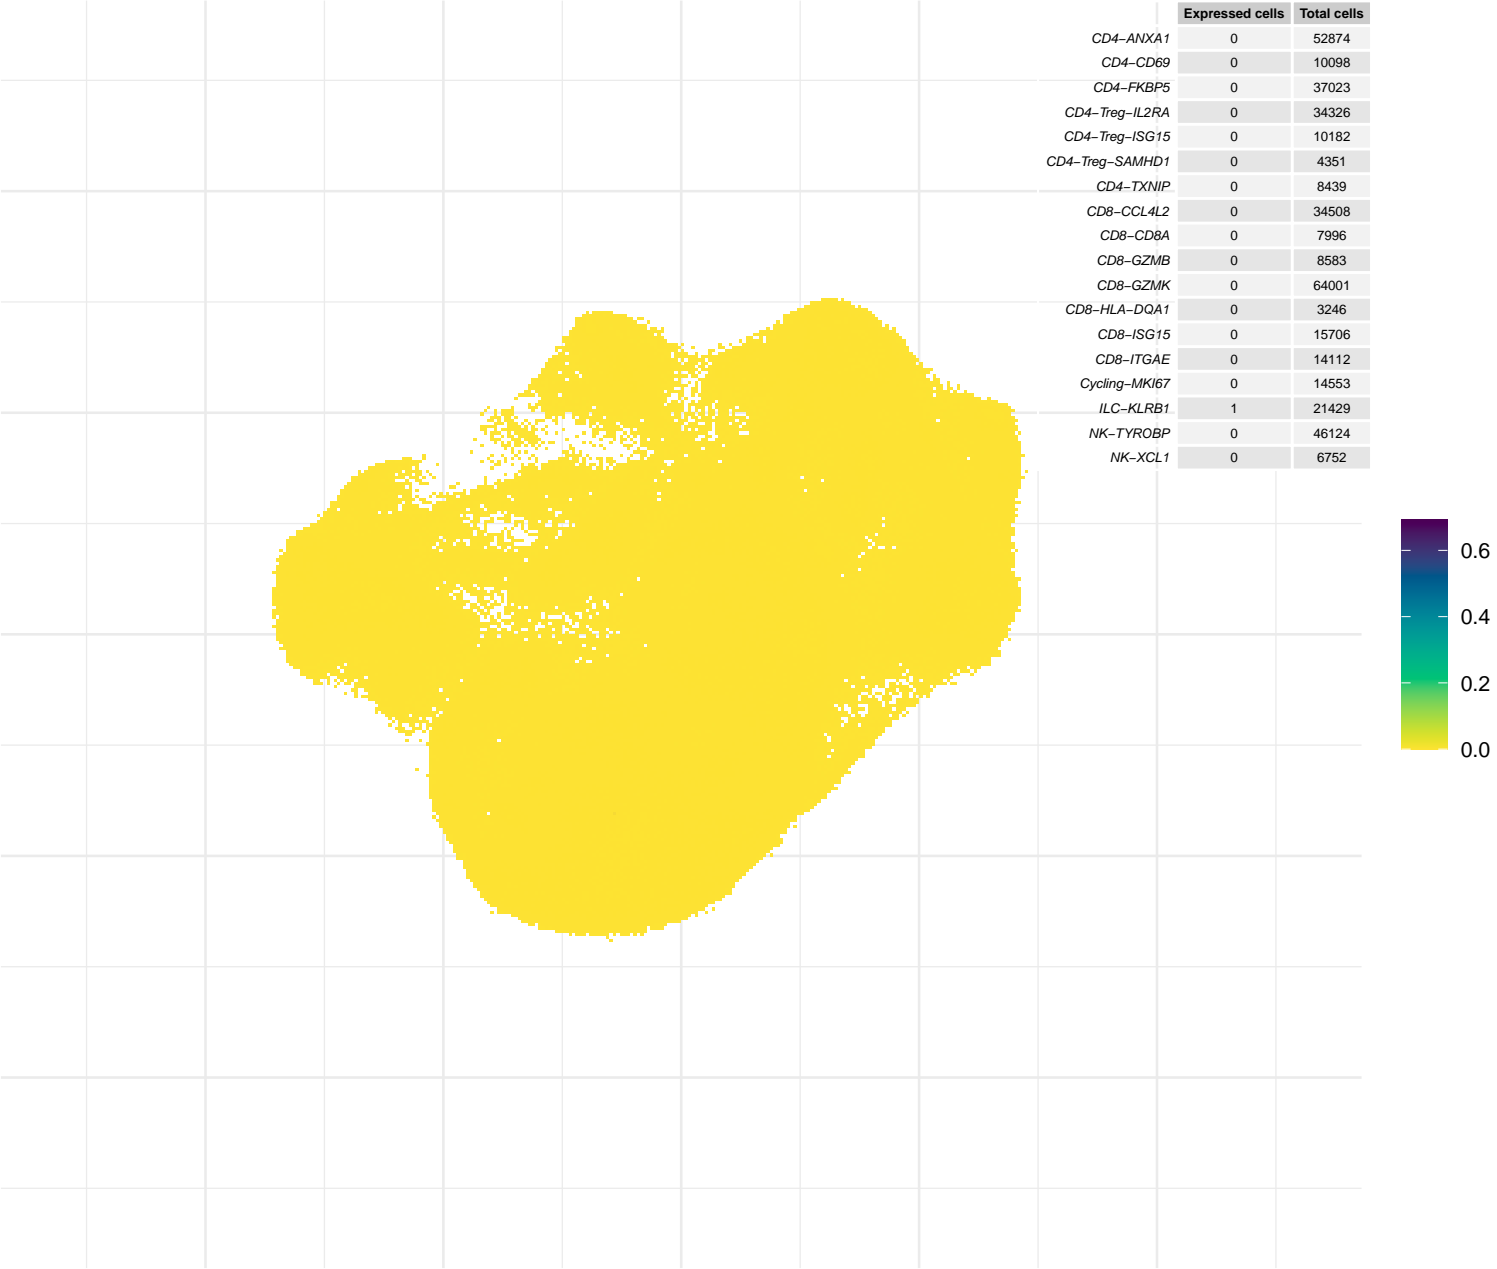 Expressed cells Total cells
CD4−ANXA1 0 52874
CD4−CD69 0 10098
CD4−FKBP5 0 37023
CD4−Treg−IL2RA 0 34326
CD4−Treg−ISG15 0 10182
CD4−Treg−SAMHD1 0 4351
CD4−TXNIP 0 8439
CD8−CCL4L2 0 34508
CD8−CD8A 0 7996
CD8−GZMB 0 8583
CD8−GZMK 0 64001
CD8−HLA−DQA1 0 3246
CD8−ISG15 0 15706
CD8−ITGAE 0 14112
Cycling−MKI67 0 14553
ILC−KLRB1 1 21429
NK−TYROBP 0 46124
NK−XCL1 0 6752
0.6
0.4
0.2
0.0